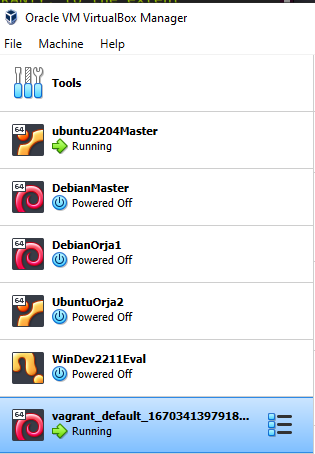 Oracle VM VirtualBox Manager
File Machine Help
Tools
64
ubuntu2204Master
Running
64
DebianMaster
Powered Off
64
DebianOrja1
Powered Off
64
UbuntuOrja2
Powered Off
WinDev2211Eval
Powered Off
64
vagrant_default_1670341397918...
Running